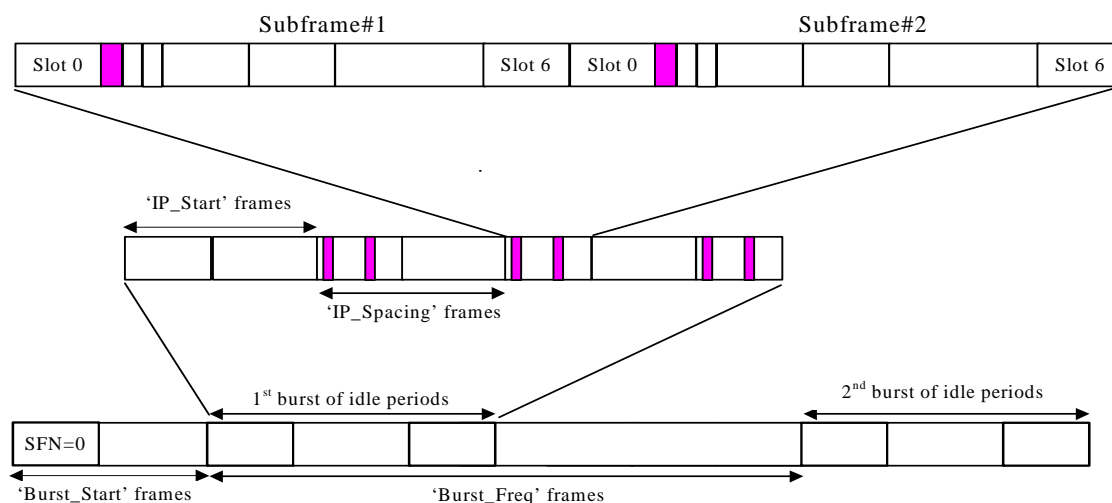 Subframe#1
Subframe#2
Slot 0
Slot 6
Slot 0
Slot 6
‘IP_Start’ frames
‘IP_Spacing’ frames
1st burst of idle periods
2nd burst of idle periods
SFN=0
‘Burst_Start’ frames
‘Burst_Freq’ frames